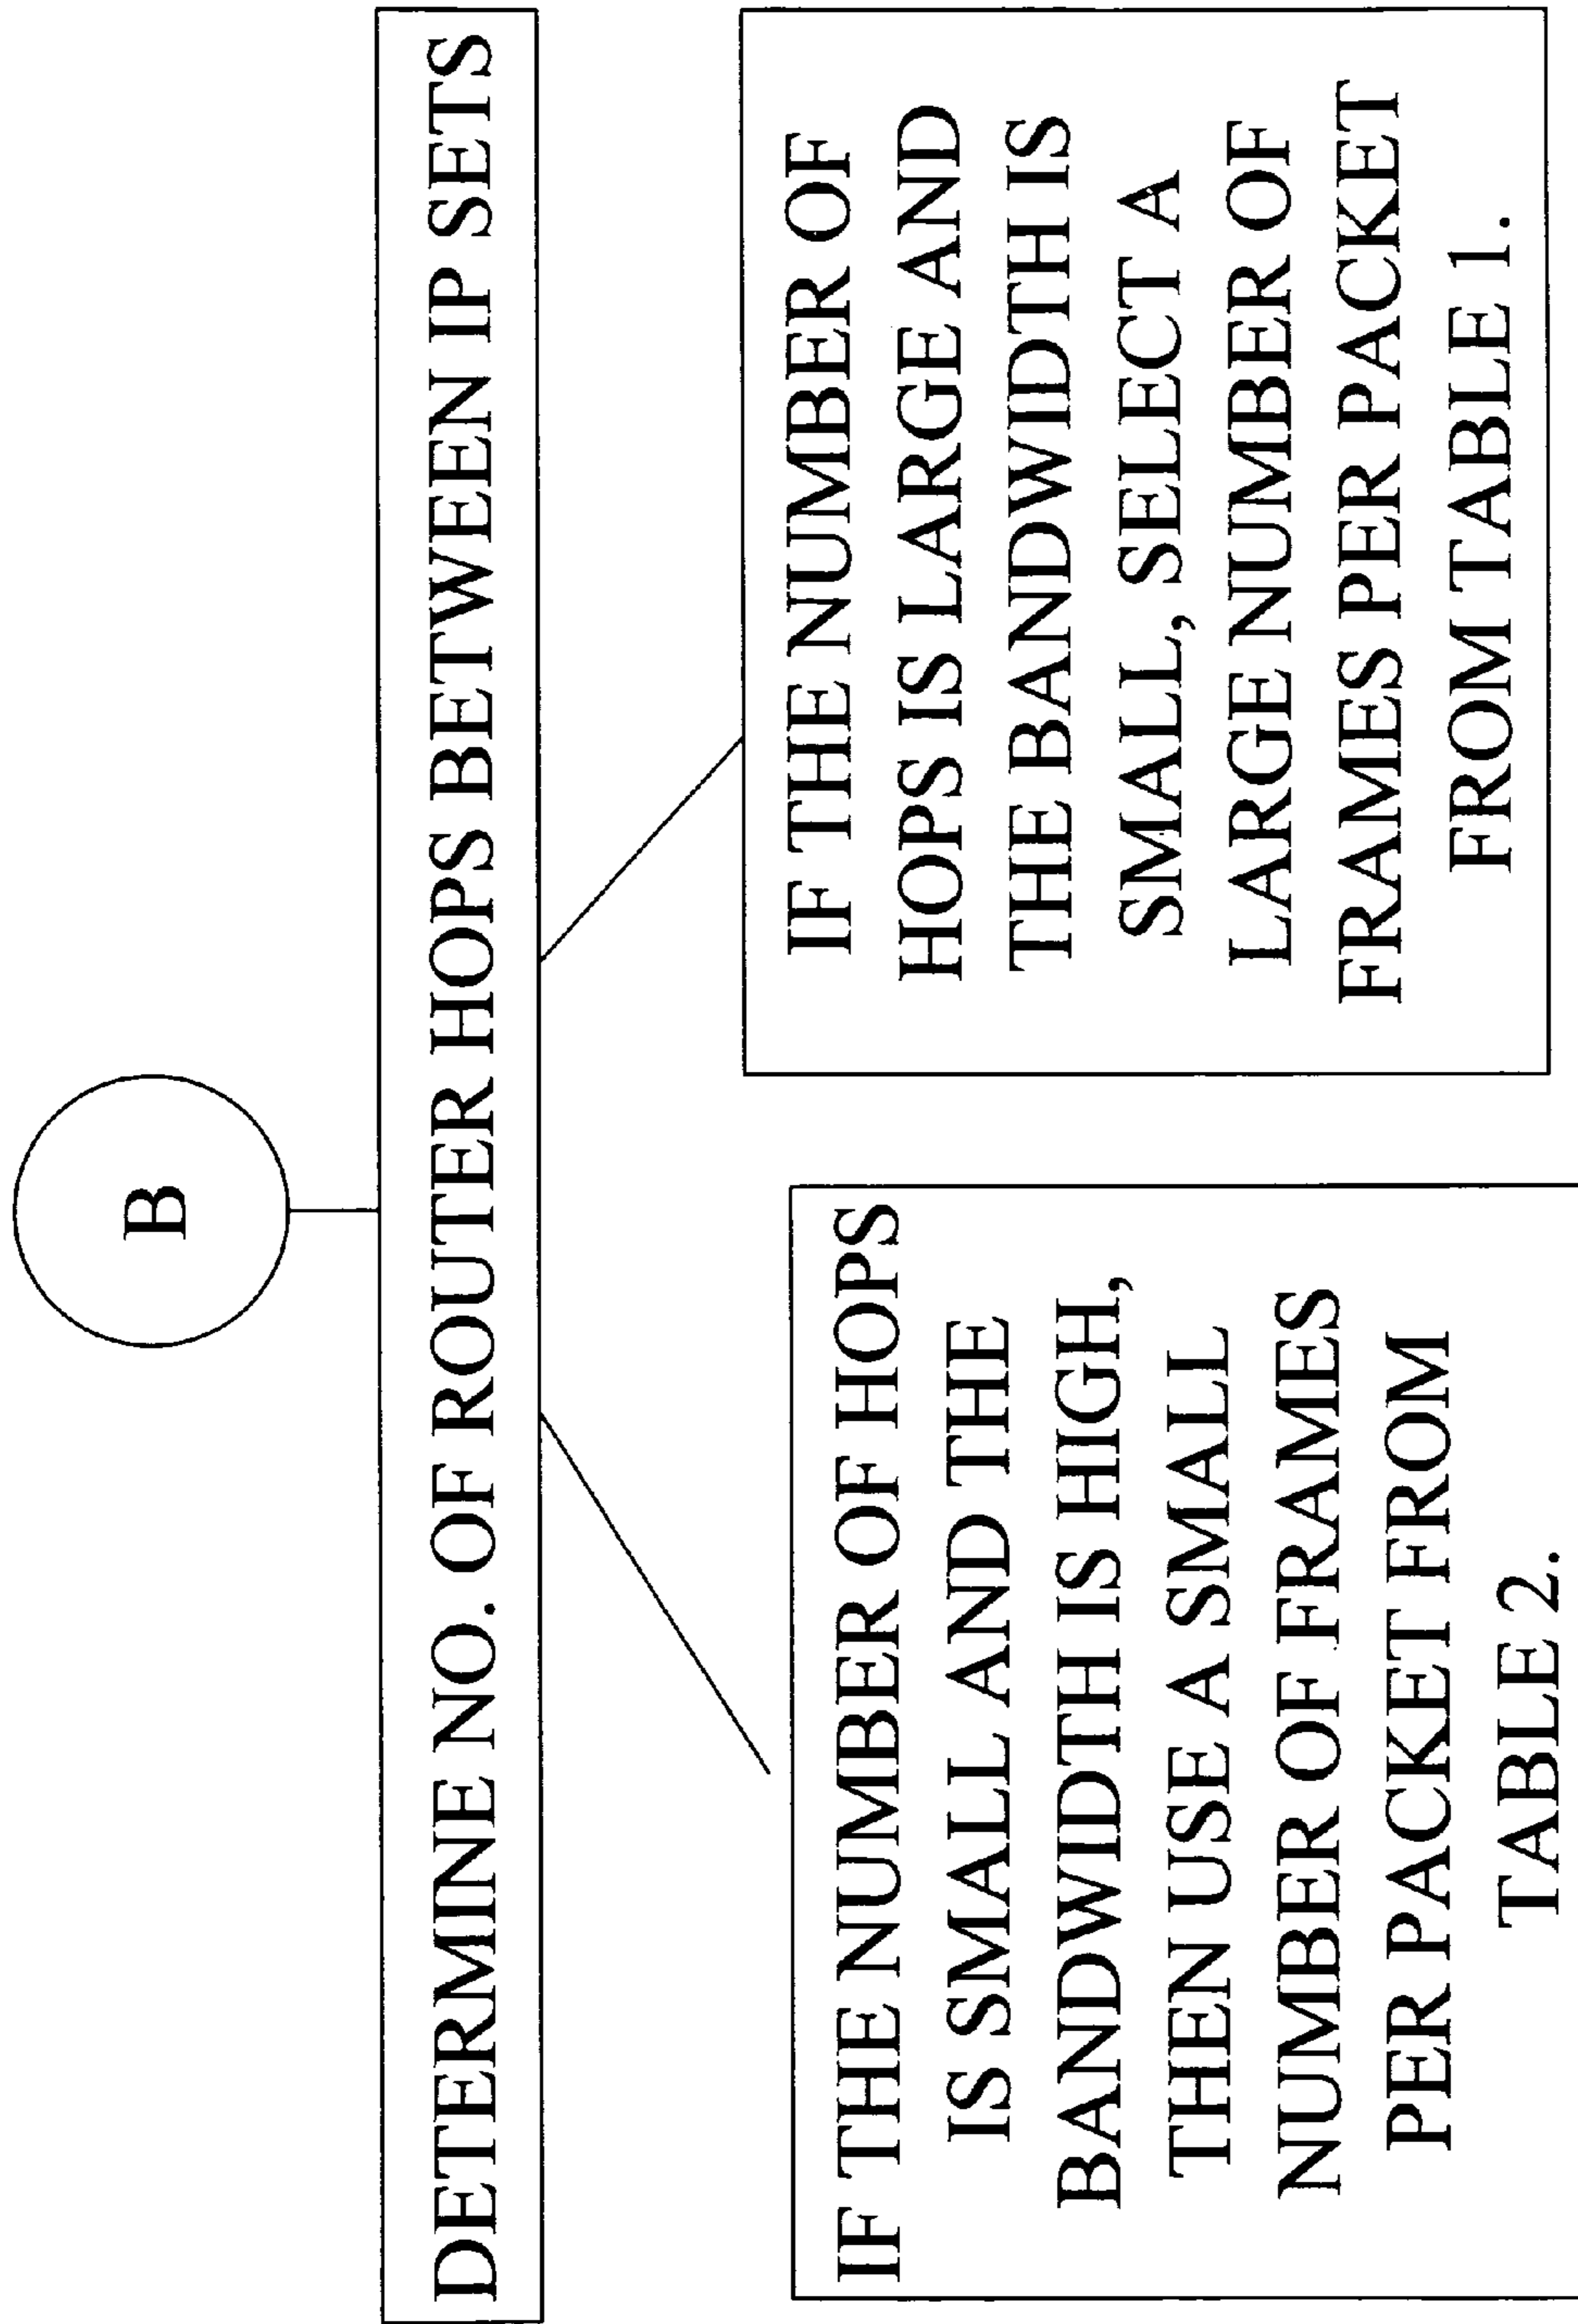 B
DETERMINE NO. OF ROUTER HOPS BETWEEN IP SETS
IF THE NUMBER OF HOPS
IS SMALL AND THE
BANDWIDTH IS HIGH,
THEN USE A SMALL
NUMBER OF FRAMES
PER PACKET FROM
TABLE 2.
IF THE NUMBER OF
HOPS IS LARGE AND
THE BANDWIDTH IS
SMALL, SELECT A
LARGE NUMBER OF
FRAMES PER PACKET
FROM TABLE 1.